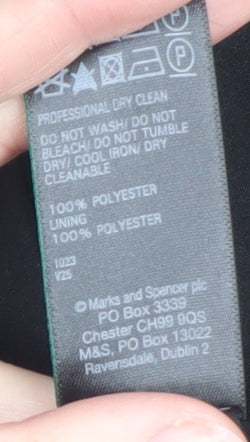 P
PROFESSIONAL DRY CLEAN
DO NOT WASH/ DO NOT
BLEACH/ DO NOT TUMBLE
DRY/ COOL IRON/ DRY
CLEANABLE
100% POLYESTER
LINING
100% POLYESTER
1023
V25
© Marks and Spencer plc
PO Box 3339
Chester CH99 9QS
M&S, PO Box 13022
Ravensdale, Dublin 2